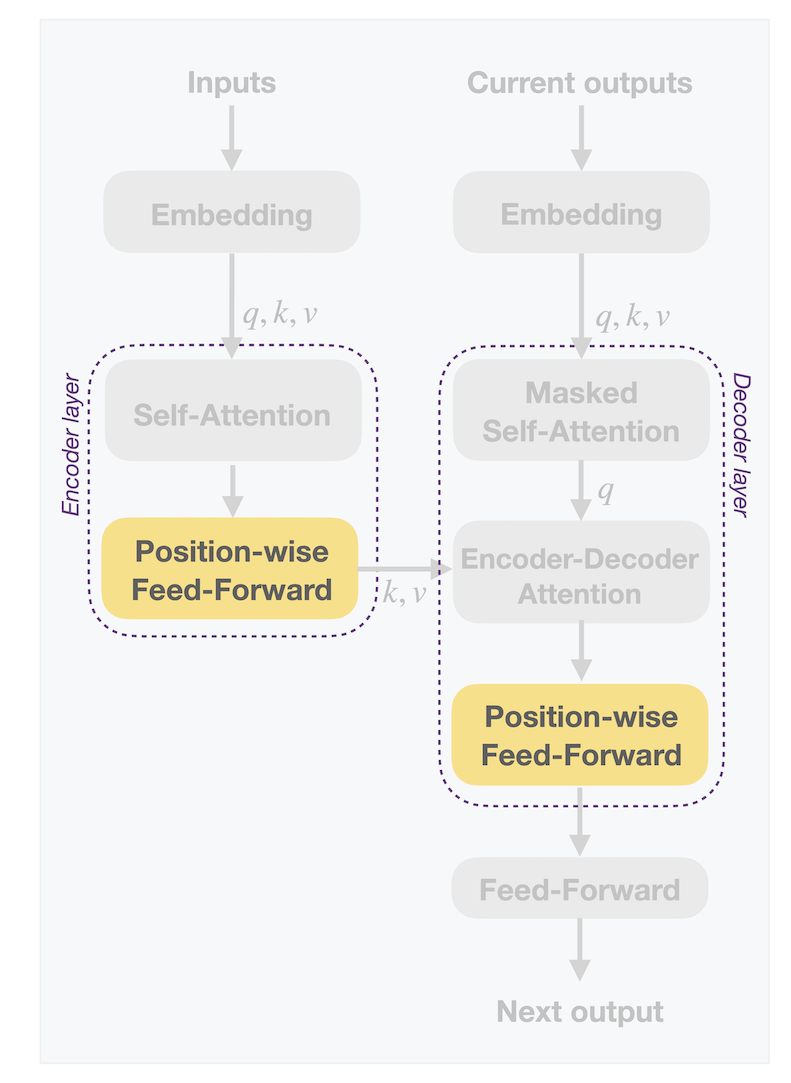 Inputs
Embedding
q, k, v
Encoder layer
Self-Attention
Position-wise
Feed-Forward
k, v
Current outputs
Embedding
q, k, v
Decoder layer
Masked
Self-Attention
q
Encoder-Decoder
Attention
Position-wise
Feed-Forward
Feed-Forward
Next output